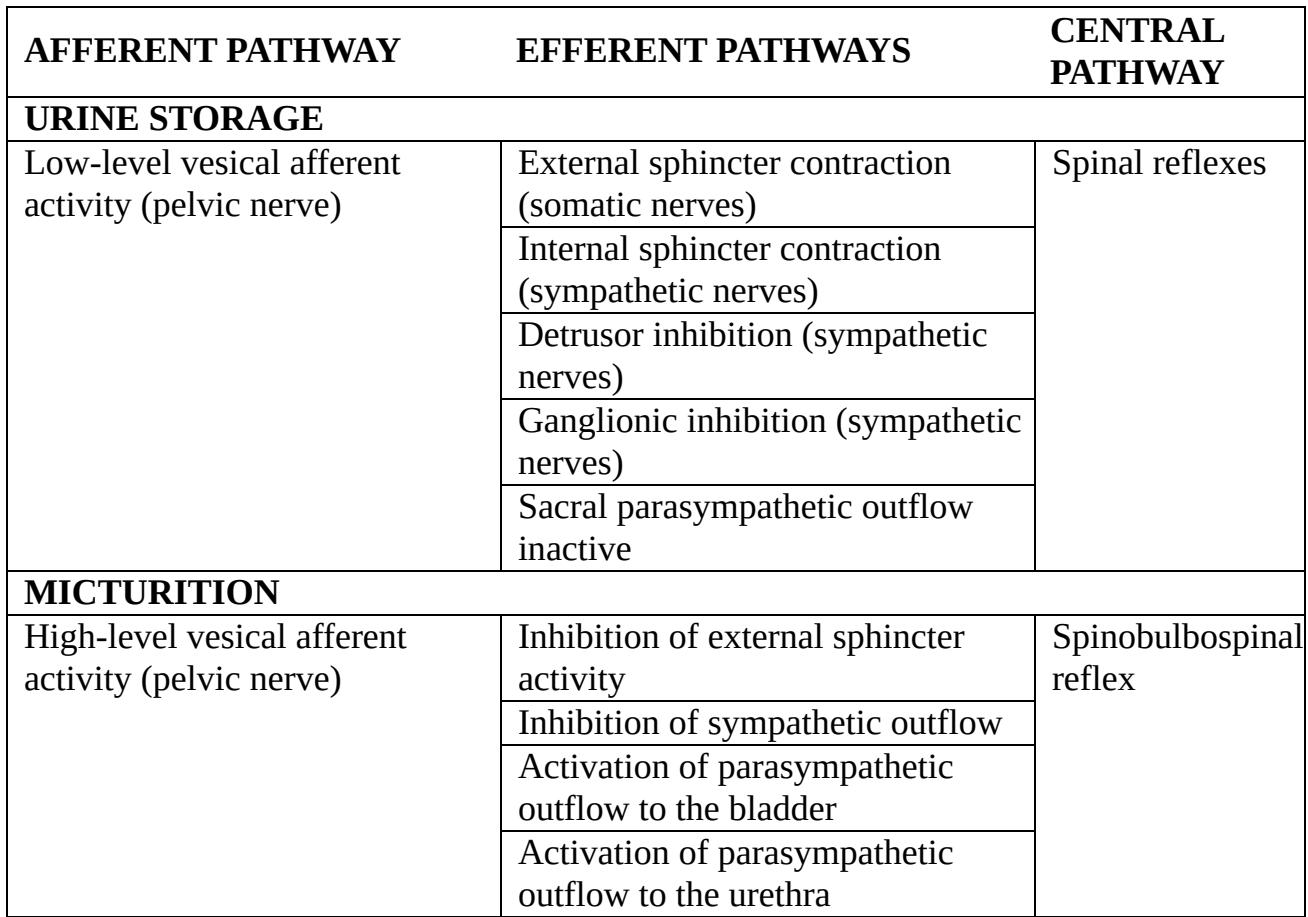 AFFERENT PATHWAY
EFFERENT PATHWAYS
CENTRAL
PATHWAY
URINE STORAGE
Low-level vesical afferent
activity (pelvic nerve)
External sphincter contraction
(somatic nerves)
Internal sphincter contraction
(sympathetic nerves)
Detrusor inhibition (sympathetic
nerves)
Ganglionic inhibition (sympathetic
nerves)
Sacral parasympathetic outflow
inactive
Spinal reflexes
MICTURITION
High-level vesical afferent
activity (pelvic nerve)
Inhibition of external sphincter
activity
Inhibition of sympathetic outflow
Activation of parasympathetic
outflow to the bladder
Activation of parasympathetic
outflow to the urethra
Spinobulbospinal
reflex